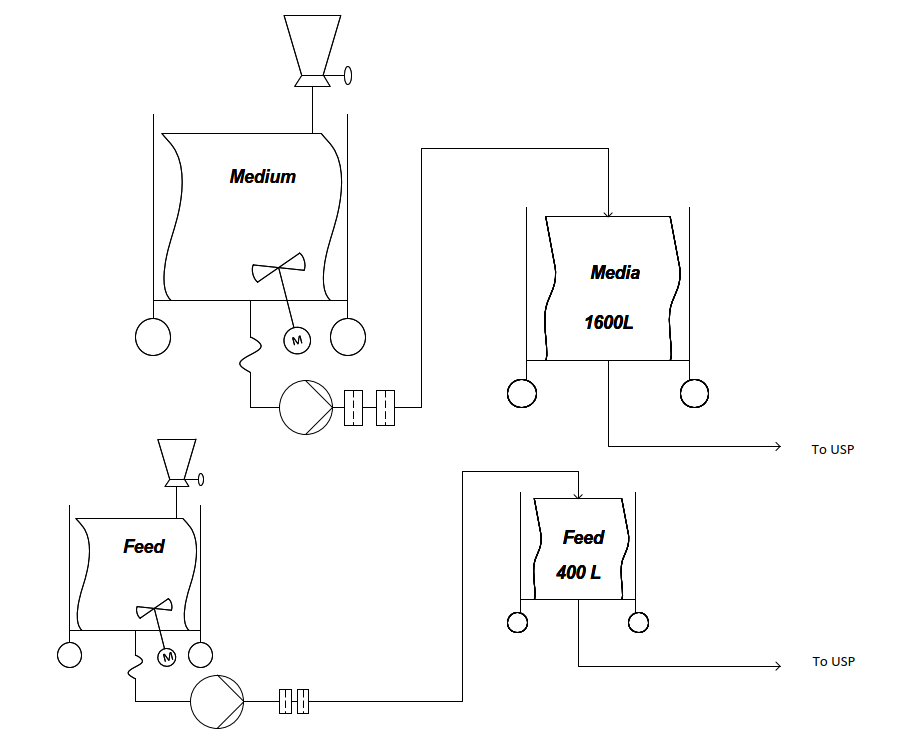 Medium
M
Media
1600L
To USP
Feed
M
Feed
400 L
To USP